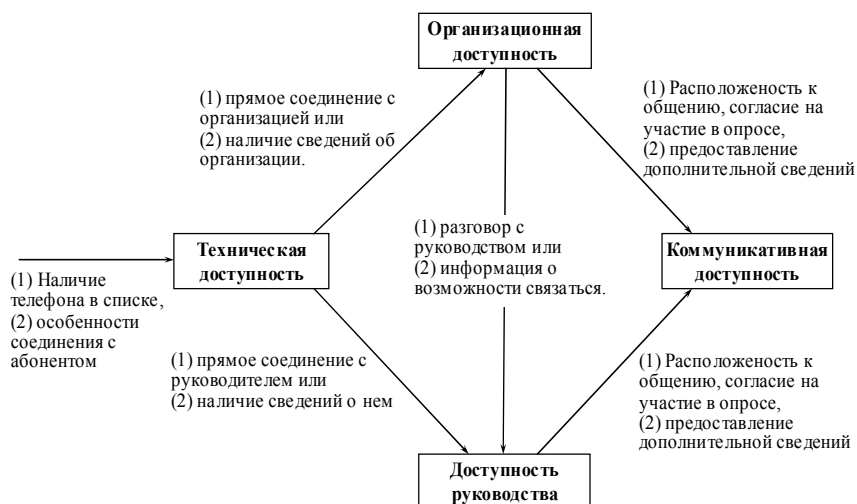 Организационная
доступность
(1) прямое соединение с
организацией или
(2) наличие сведений об
организации.
(1) Расположеность к
общению, согласие на
участие в опросе,
(2) предоставление
дополнительной сведений
Техническая
доступность
(1) разговор с
руководством или
(2) информация о
возможности связаться.
Коммуникативная
доступность
(1) Наличие
телефона в списке,
(2) особенности
соединения с
абонентом
(1) прямое соединение с
руководителем или
(2) наличие сведений о нем
(1) Расположеность к
общению, согласие на
участие в опросе,
(2) предоставление
дополнительной сведений
Доступность
руководства